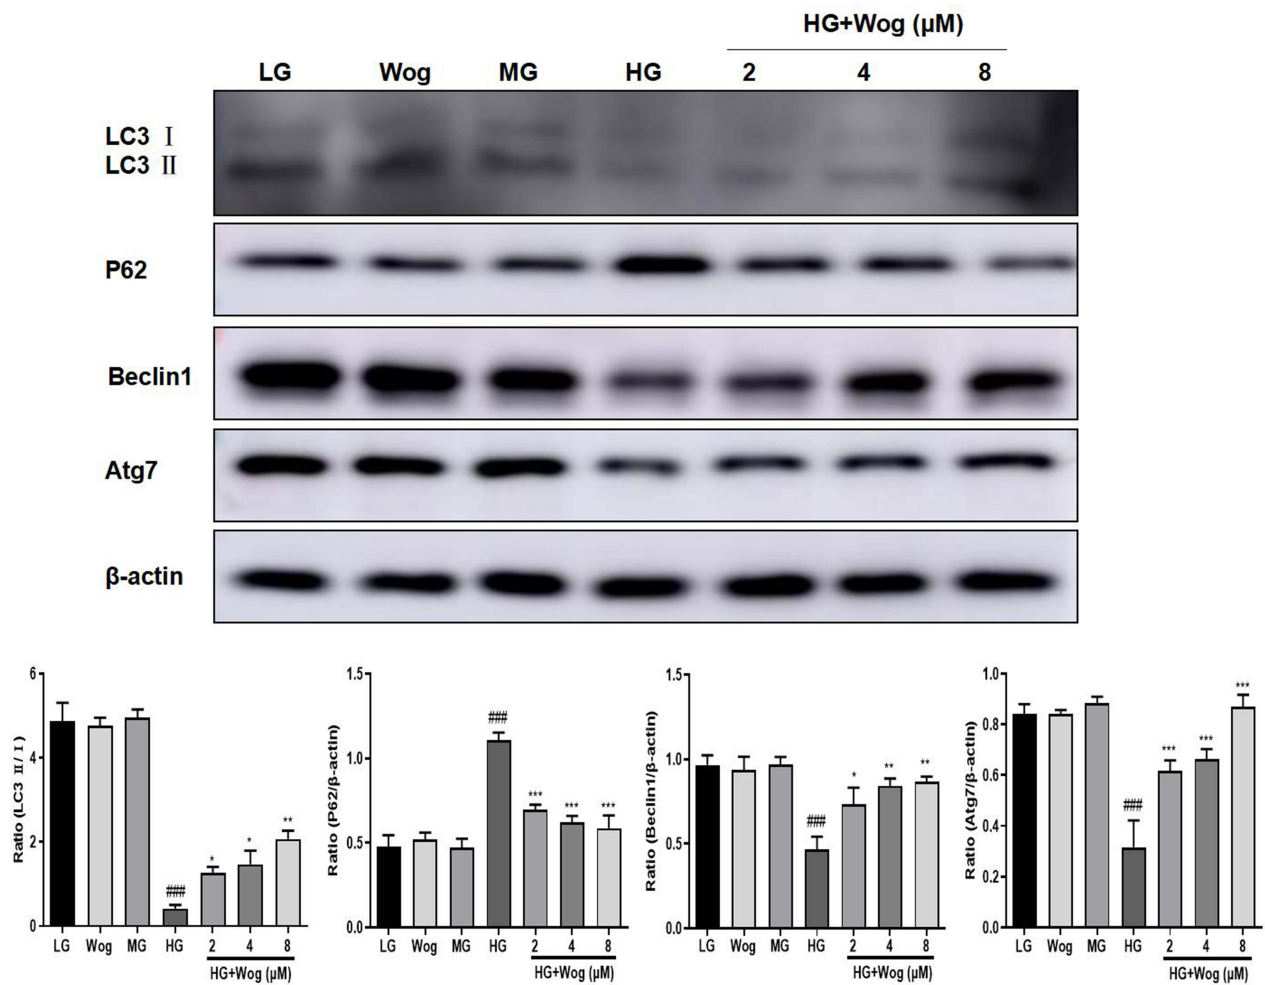 HG+Wog (μM)
LG Wog MG HG 2 4 8
LC3 Ⅰ
LC3 Ⅱ
P62
Beclin1
Atg7
β-actin
Ratio (LC3 Ⅱ/Ⅰ)
6
4
2
0
###
*
*
**
LG Wog MG HG 2 4 8
HG+Wog (μM)
Ratio (P62/β-actin)
1.5
1.0
0.5
0.0
###
***
***
***
LG Wog MG HG 2 4 8
HG+Wog (μM)
Ratio (Beclin1/β-actin)
1.5
1.0
0.5
0.0
###
*
**
**
LG Wog MG HG 2 4 8
HG+Wog (μM)
Ratio (Atg7/β-actin)
1.0
0.8
0.6
0.4
0.2
0.0
###
***
***
***
LG Wog MG HG 2 4 8
HG+Wog (μM)